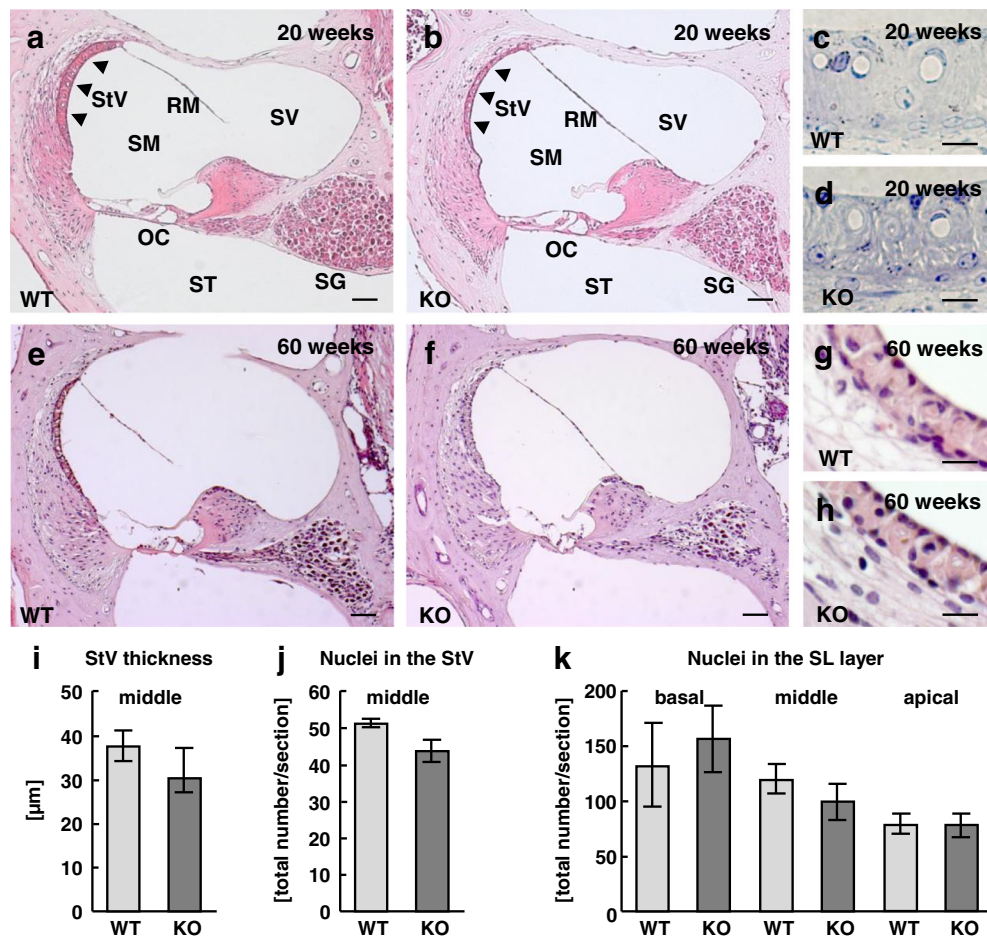 a 20 weeks
StV
RM
SV
SM
OC
ST
SG
WT
b 20 weeks
StV
RM
SV
SM
OC
ST
SG
KO
c 20 weeks
WT
d 20 weeks
KO
e 60 weeks
WT
f 60 weeks
KO
g 60 weeks
WT
h 60 weeks
KO
i StV thickness
middle
[µm]
50
40
30
20
10
0
WT KO
j Nuclei in the StV
middle
[total number/section]
60
50
40
30
20
10
0
WT KO
k Nuclei in the SL layer
basal middle apical
[total number/section]
200
150
100
50
0
WT KO WT KO WT KO